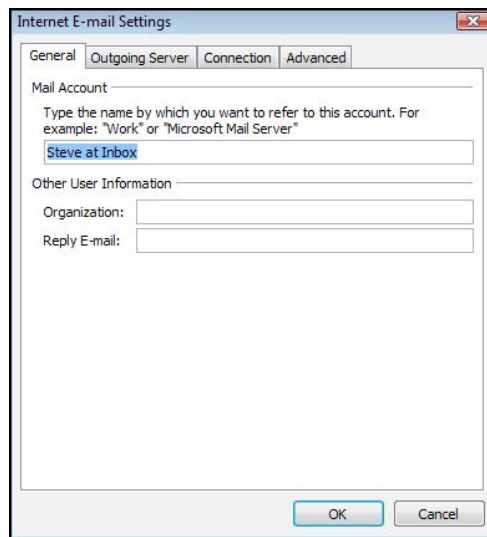 Internet E-mail Settings
General Outgoing Server Connection Advanced
Mail Account
Type the name by which you want to refer to this account. For
example: "Work" or "Microsoft Mail Server"
Steve at Inbox
Other User Information
Organization:
Reply E-mail:
OK Cancel